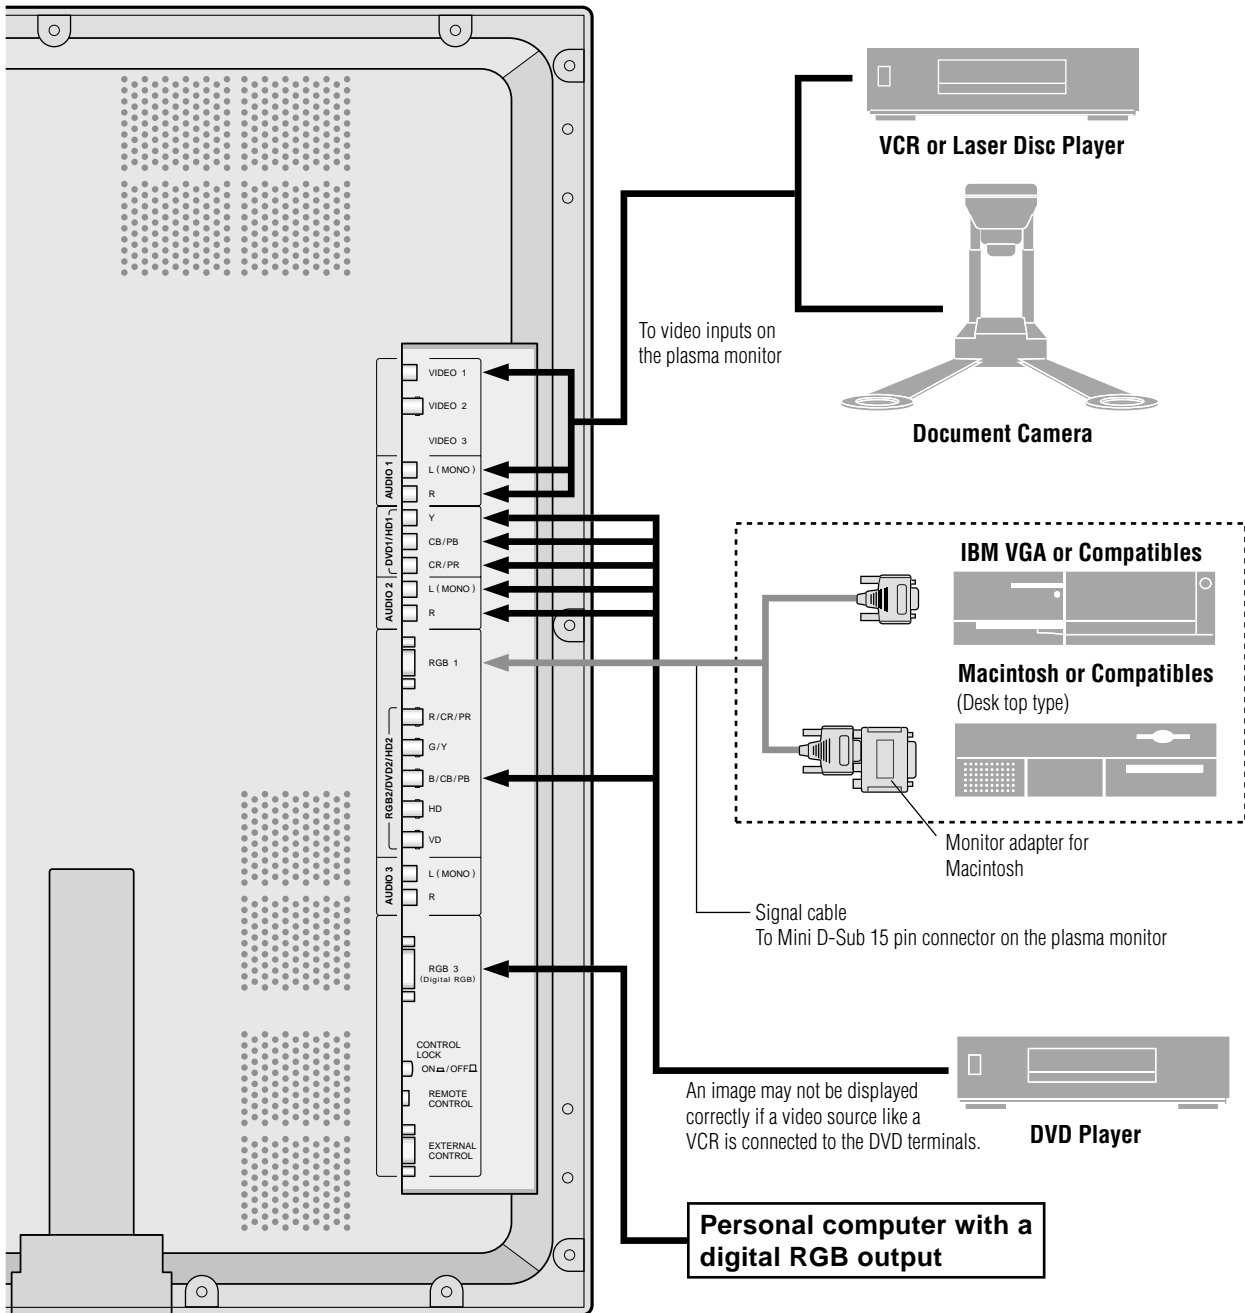 VCR or Laser Disc Player
To video inputs on
the plasma monitor
Document Camera
VIDEO 1
VIDEO 2
VIDEO 3
AUDIO 1
L ( MONO )
R
DVD1/HD1
Y
CB/PB
CR/PR
AUDIO 2
L ( MONO )
R
RGB 1
RGB2/DVD2/HD2
R/CR/PR
G/Y
B/CB/PB
HD
VD
AUDIO 3
L ( MONO )
R
RGB 3
(Digital RGB)
CONTROL
LOCK
ON / OFF
REMOTE
CONTROL
EXTERNAL
CONTROL
IBM VGA or Compatibles
Macintosh or Compatibles
(Desk top type)
Monitor adapter for
Macintosh
Signal cable
To Mini D-Sub 15 pin connector on the plasma monitor
An image may not be displayed
correctly if a video source like a
VCR is connected to the DVD terminals.
DVD Player
Personal computer with a
digital RGB output